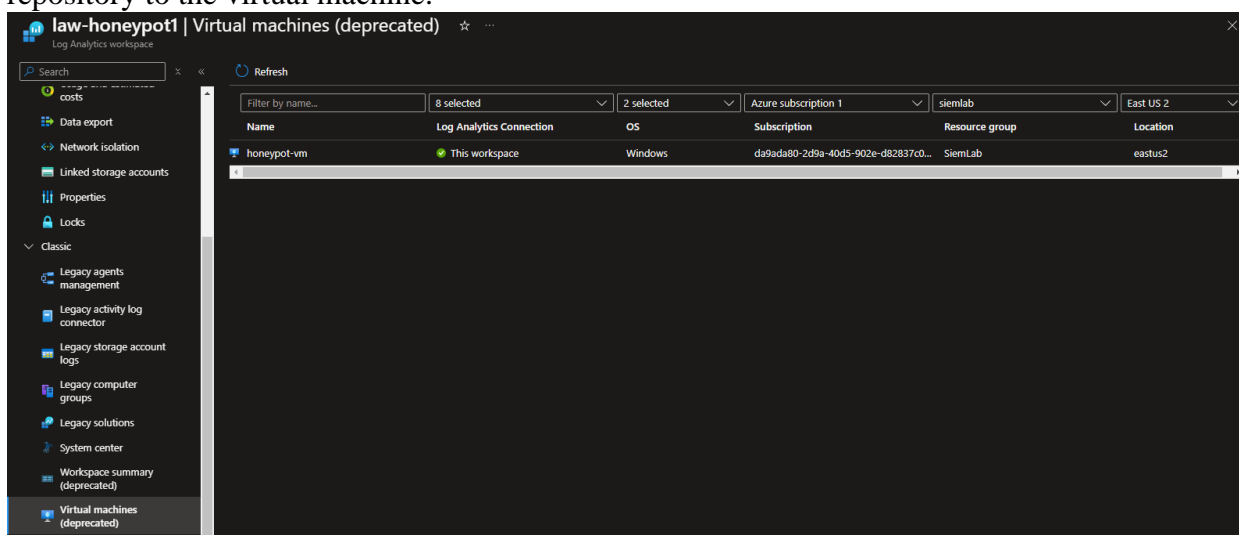 repository to the virtual machine.
law-honeypot1 | Virtual machines (deprecated)
Log Analytics workspace
Search
Refresh
costs
Data export
Network isolation
Linked storage accounts
Properties
Locks
Classic
Legacy agents
management
Legacy activity log
connector
Legacy storage account
logs
Legacy computer
groups
Legacy solutions
System center
Workspace summary
(deprecated)
Virtual machines
(deprecated)
Filter by name... 8 selected 2 selected Azure subscription 1 siemlab East US 2
Name Log Analytics Connection OS Subscription Resource group Location
honeypot-vm This workspace Windows da9ada80-2d9a-40d5-902e-d82837c0... SiemLab eastus2